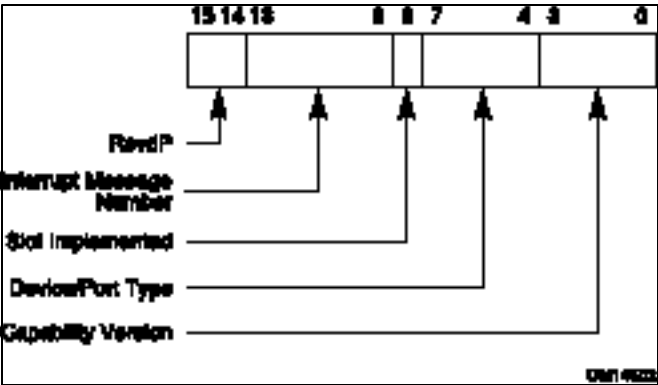 15 14 13 9 8 7 4 3 0
RsvdP
Interrupt Message
Number
Slot Implemented
Device/Port Type
Capability Version